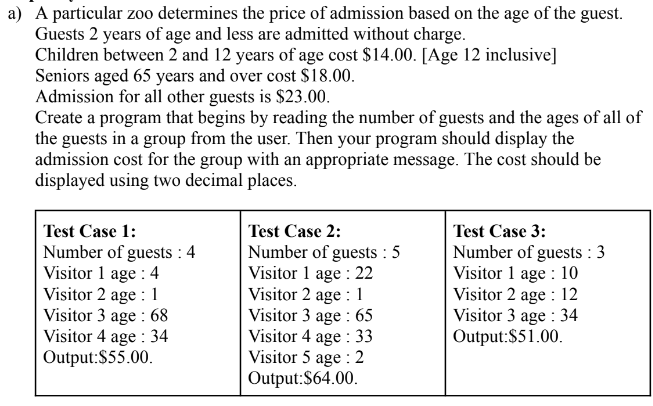 a) A particular zoo determines the price of admission based on the age of the guest.
Guests 2 years of age and less are admitted without charge.
Children between 2 and 12 years of age cost $14.00. [Age 12 inclusive]
Seniors aged 65 years and over cost $18.00.
Admission for all other guests is $23.00.
Create a program that begins by reading the number of guests and the ages of all of
the guests in a group from the user. Then your program should display the
admission cost for the group with an appropriate message. The cost should be
displayed using two decimal places.
Test Case 1:
Number of guests : 4
Visitor 1 age : 4
Visitor 2 age : 1
Visitor 3 age : 68
Visitor 4 age : 34
Output:$55.00.
Test Case 2:
Number of guests : 5
Visitor 1 age : 22
Visitor 2 age : 1
Visitor 3 age : 65
Visitor 4 age : 33
Visitor 5 age : 2
Output:$64.00.
Test Case 3:
Number of guests : 3
Visitor 1 age : 10
Visitor 2 age : 12
Visitor 3 age : 34
Output:$51.00.